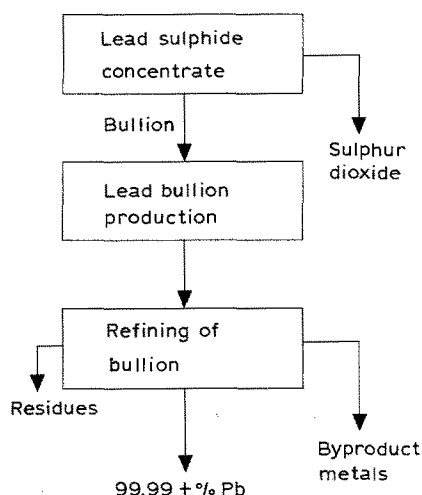 Lead sulphide
concentrate
Bullion
Sulphur
dioxide
Lead bullion
production
Refining of
bullion
Residues
Byproduct
metals
99.99 + % Pb